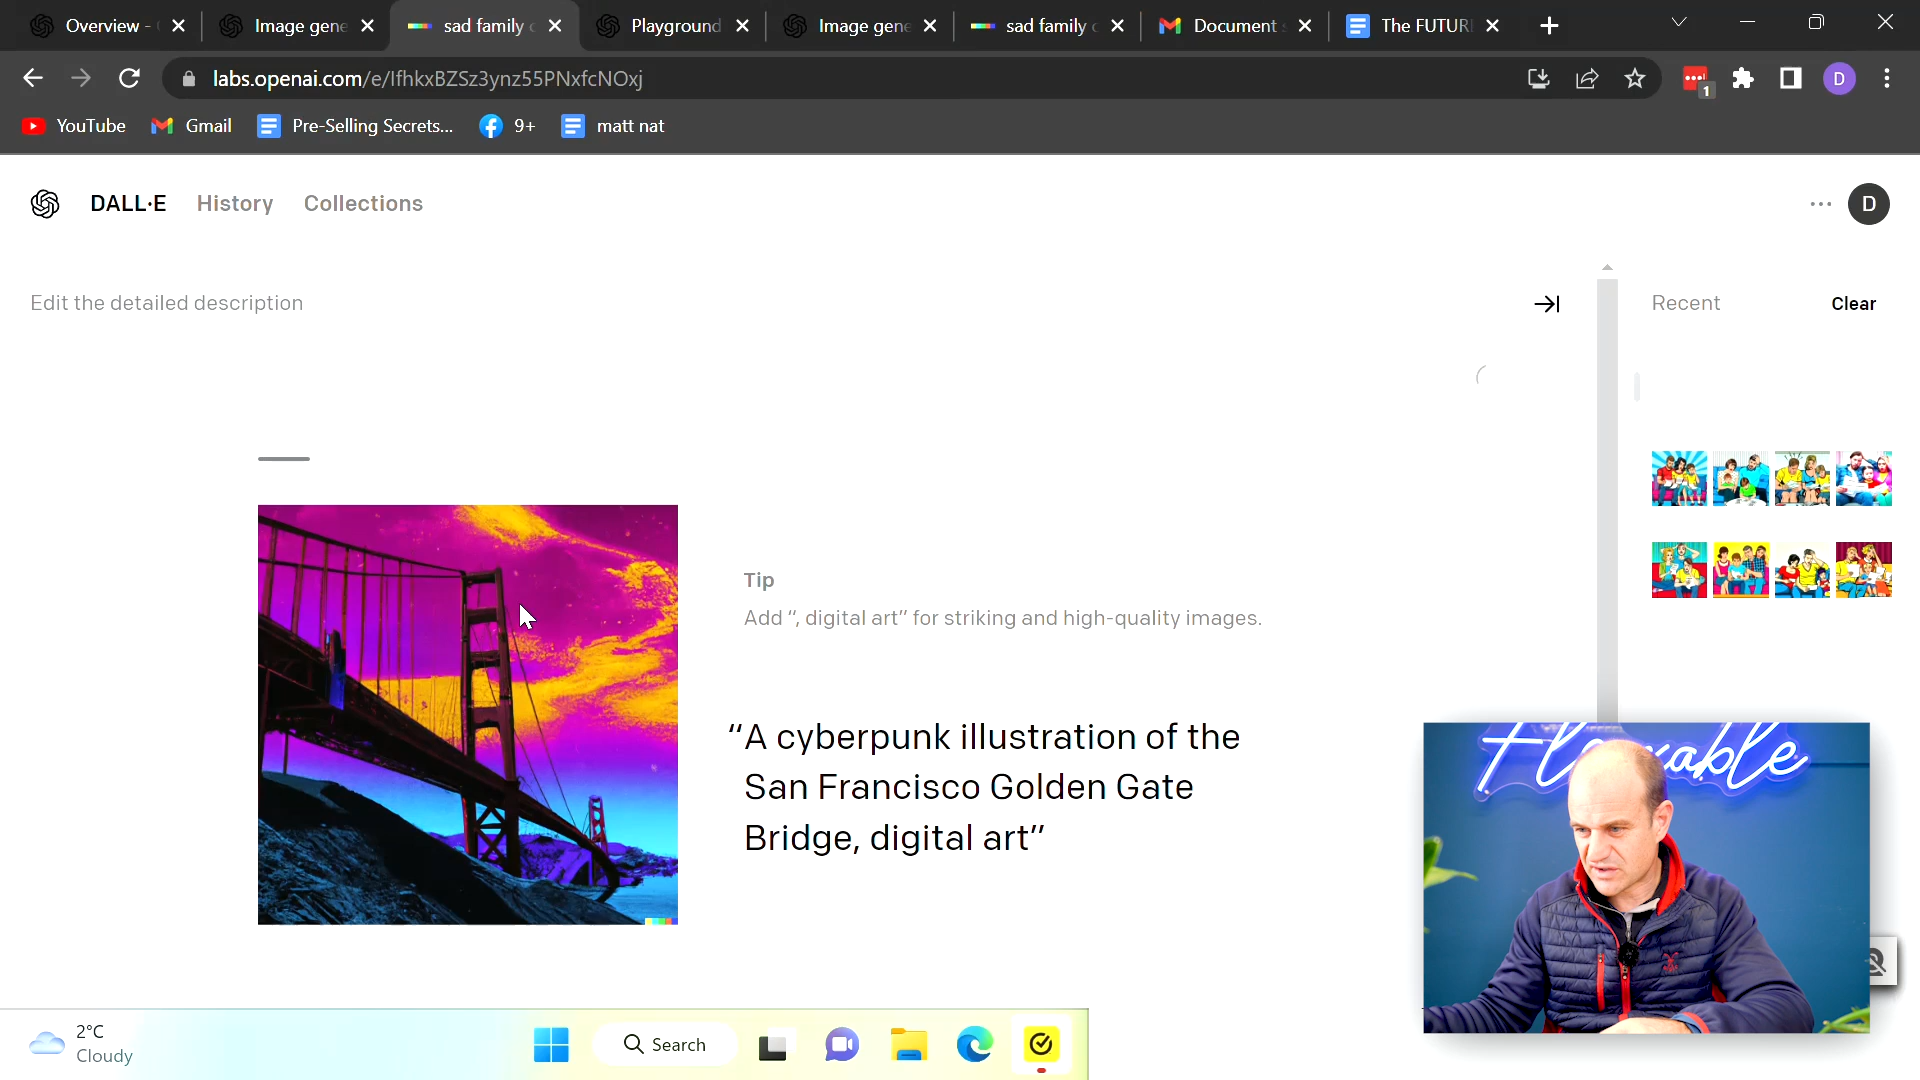 Overview -
Image gene
sad family c
Playground
Image gene
sad family c
Document
The FUTUR
labs.openai.com/e/IfhkxBZSz3ynz55PNxfcNOxj
1
D
YouTube
Gmail
Pre-Selling Secrets...
9+
matt nat
DALL·E
History
Collections
D
Edit the detailed description
Recent
Clear
Tip
Add “, digital art” for striking and high-quality images.
“A cyberpunk illustration of the
San Francisco Golden Gate
Bridge, digital art”
2°C
Cloudy
Search